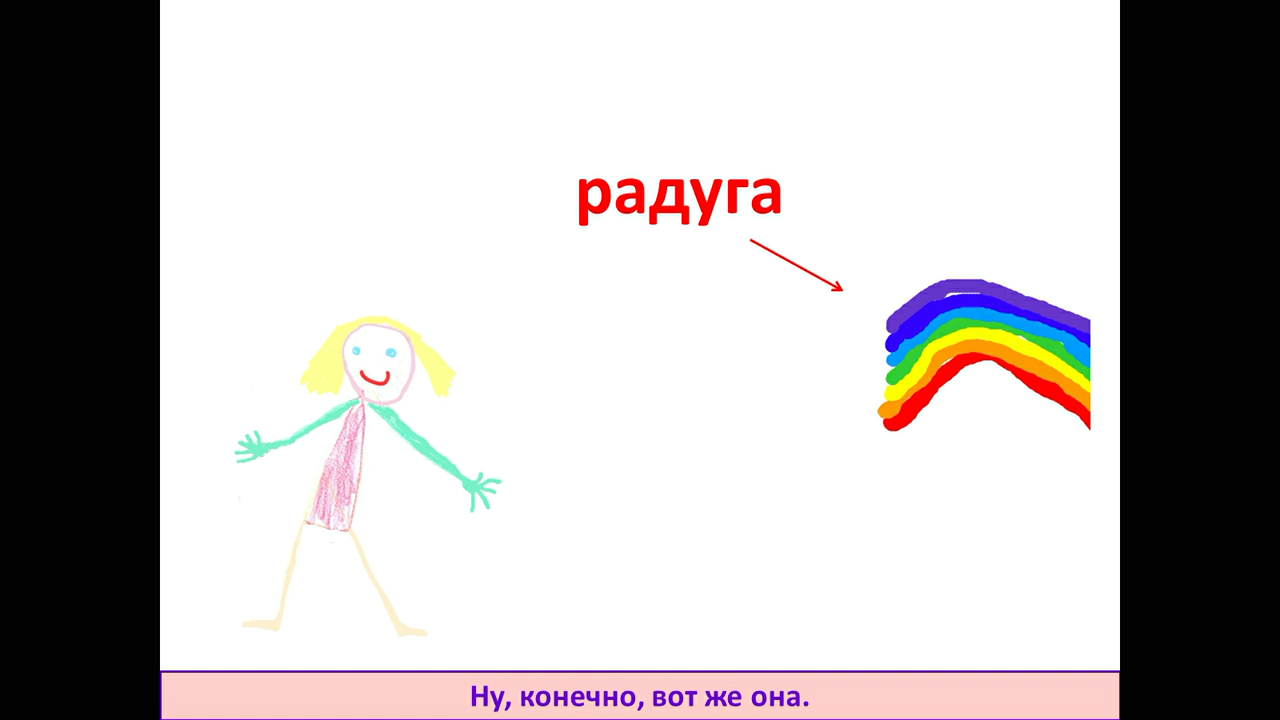 радуга
Ну, конечно, вот же она.